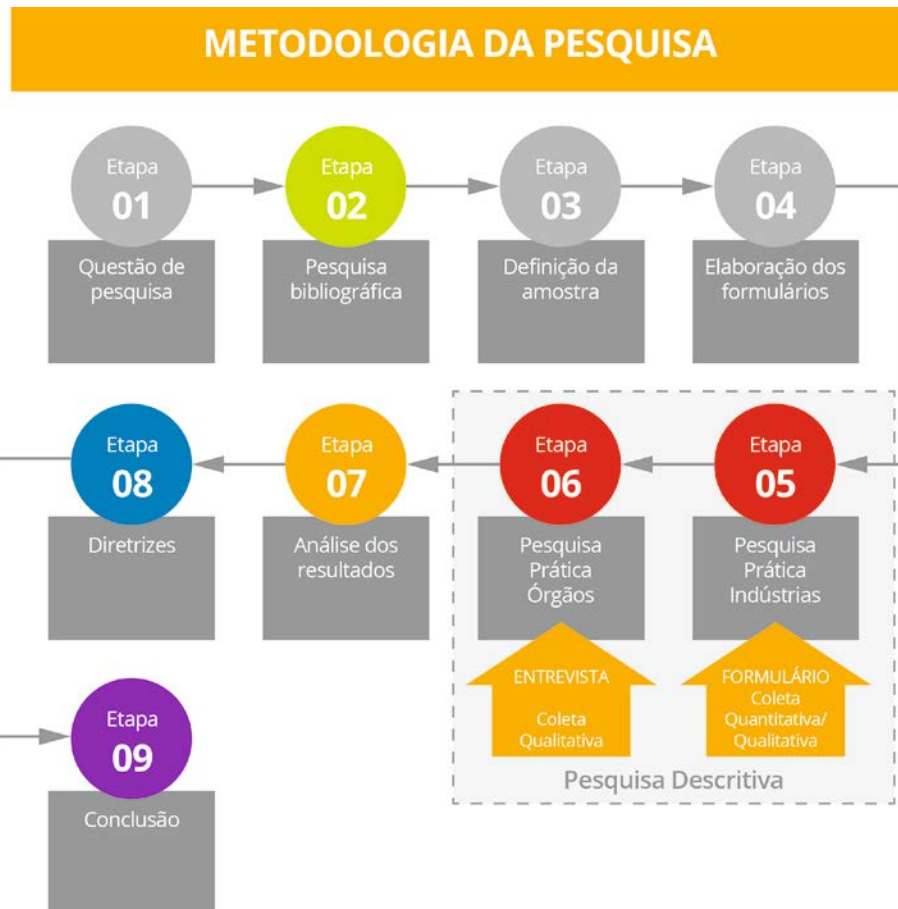 METODOLOGIA DA PESQUISA
Etapa
01
Questão de
pesquisa
Etapa
02
Pesquisa
bibliográfica
Etapa
03
Definição da
amostra
Etapa
04
Elaboração dos
formulários
Etapa
05
Pesquisa
Prática
Indústrias
FORMULÁRIO
Coleta
Quantitativa/
Qualitativa
Etapa
06
Pesquisa
Prática
Órgãos
ENTREVISTA
Coleta
Qualitativa
Pesquisa Descritiva
Etapa
07
Análise dos
resultados
Etapa
08
Diretrizes
Etapa
09
Conclusão